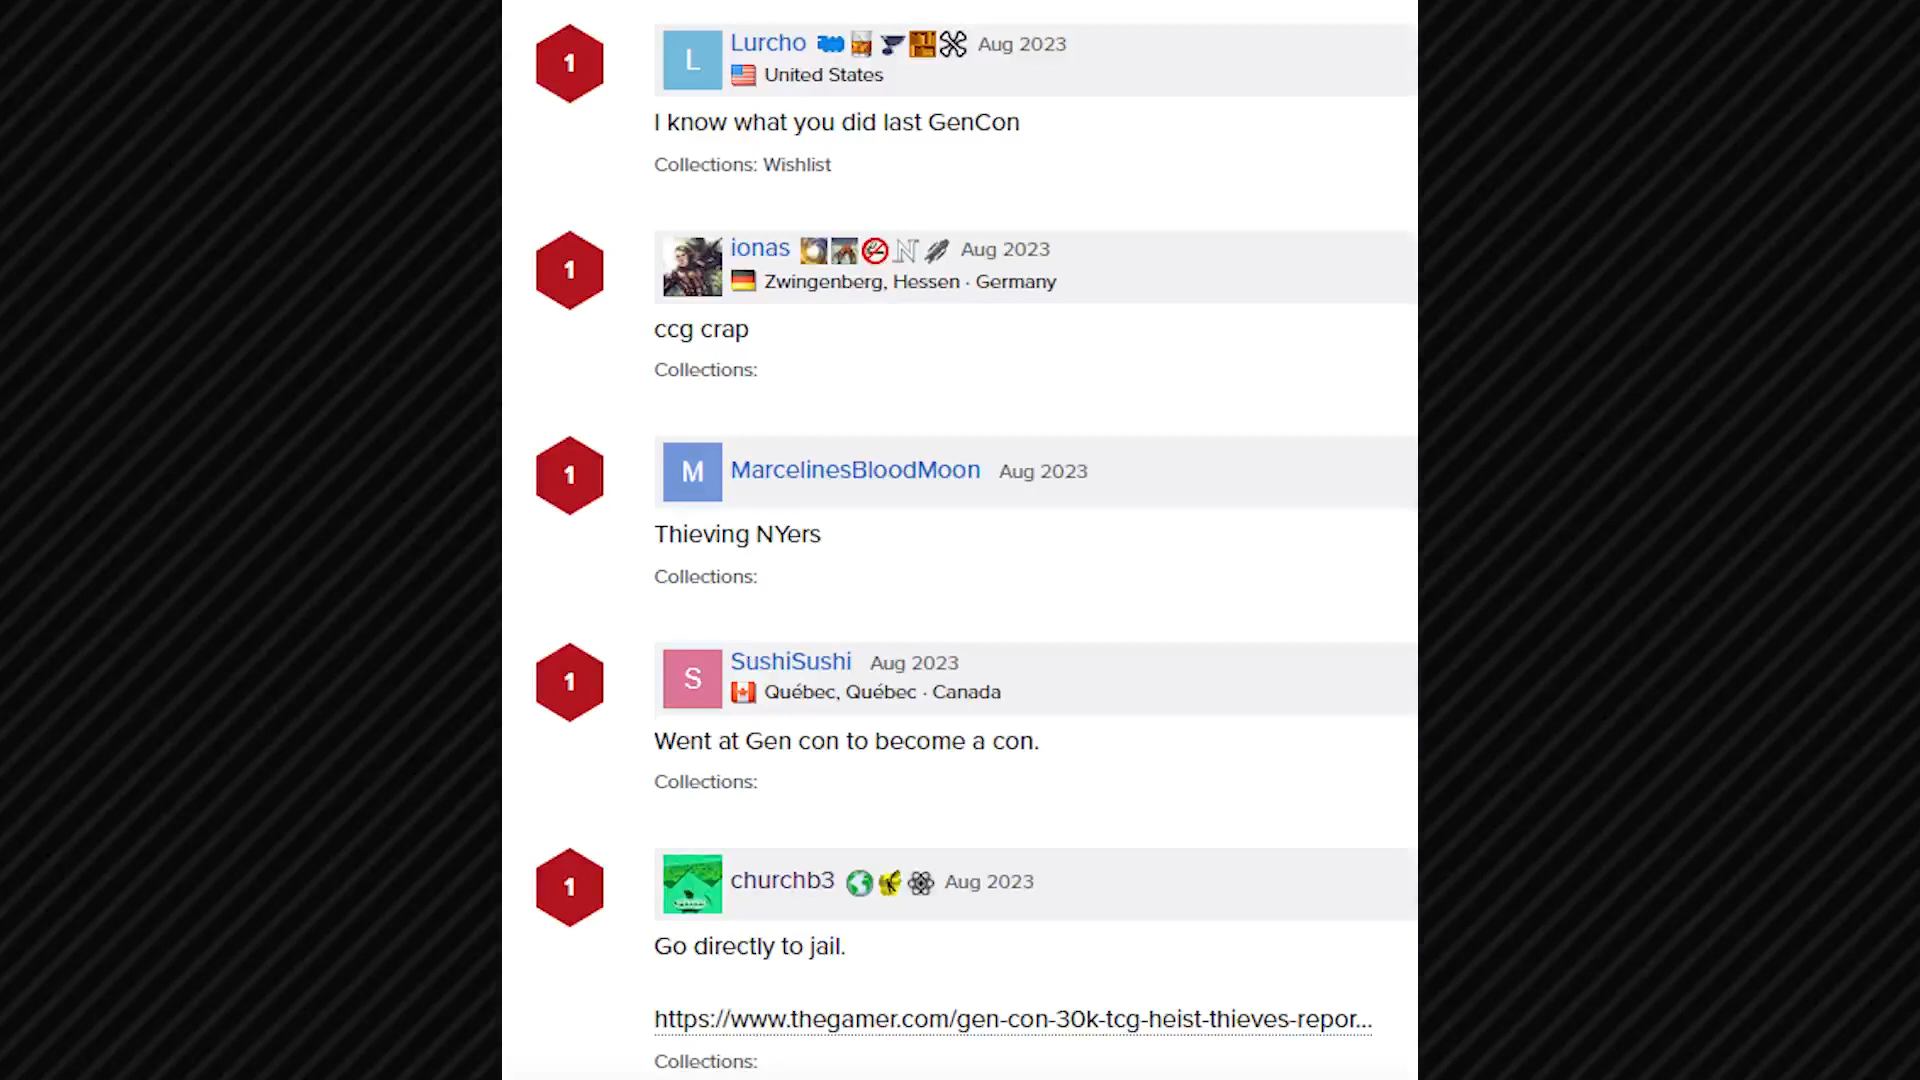 1
L
Lurcho Aug 2023
United States
I know what you did last GenCon
Collections: Wishlist
1
ionas Aug 2023
Zwingenberg, Hessen · Germany
ccg crap
Collections:
1
M
MarcelinesBloodMoon Aug 2023
Thieving NYers
Collections:
1
S
SushiSushi Aug 2023
Québec, Québec · Canada
Went at Gen con to become a con.
Collections:
1
churchb3 Aug 2023
Go directly to jail.
https://www.thegamer.com/gen-con-30k-tcg-heist-thieves-repor...
Collections: